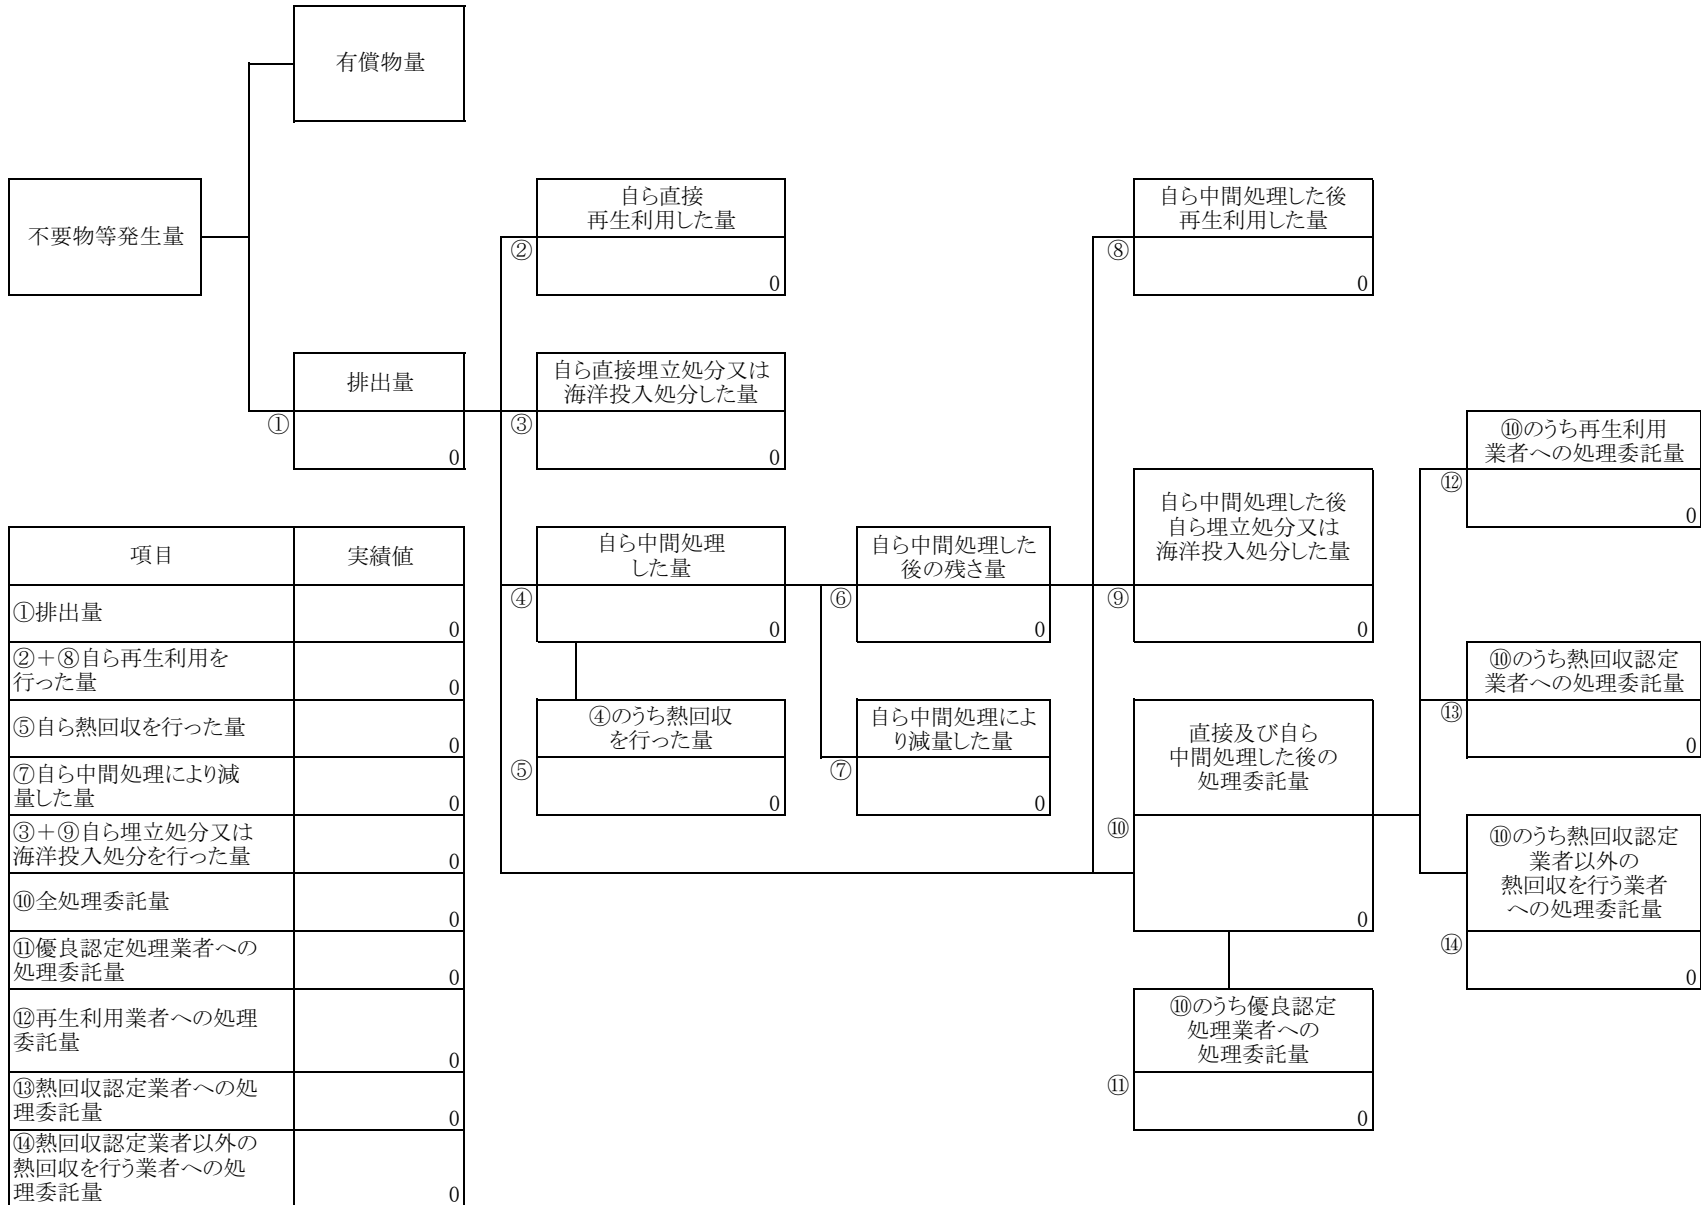 有償物量
不要物等発生量
自ら直接
再生利用した量
②
0
自ら中間処理した後
再生利用した量
⑧
0
排出量
①
0
自ら直接埋立処分又は
海洋投入処分した量
③
0
⑩のうち再生利用
業者への処理委託量
⑫
0
自ら中間処理
した量
④
0
自ら中間処理した
後の残さ量
⑥
0
自ら中間処理した後
自ら埋立処分又は
海洋投入処分した量
⑨
0
⑩のうち熱回収認定
業者への処理委託量
⑬
0
④のうち熱回収
を行った量
⑤
0
自ら中間処理によ
り減量した量
⑦
0
直接及び自ら
中間処理した後の
処理委託量
⑩
0
⑩のうち熱回収認定
業者以外の
熱回収を行う業者
への処理委託量
⑭
0
⑩のうち優良認定
処理業者への
処理委託量
⑪
0
項目 実績値
①排出量
0
②＋⑧自ら再生利用を
行った量
0
⑤自ら熱回収を行った量
0
⑦自ら中間処理により減
量した量
0
③＋⑨自ら埋立処分又は
海洋投入処分を行った量
0
⑩全処理委託量
0
⑪優良認定処理業者への
処理委託量
0
⑫再生利用業者への処理
委託量
0
⑬熱回収認定業者への処
理委託量
0
⑭熱回収認定業者以外の
熱回収を行う業者への処
理委託量
0